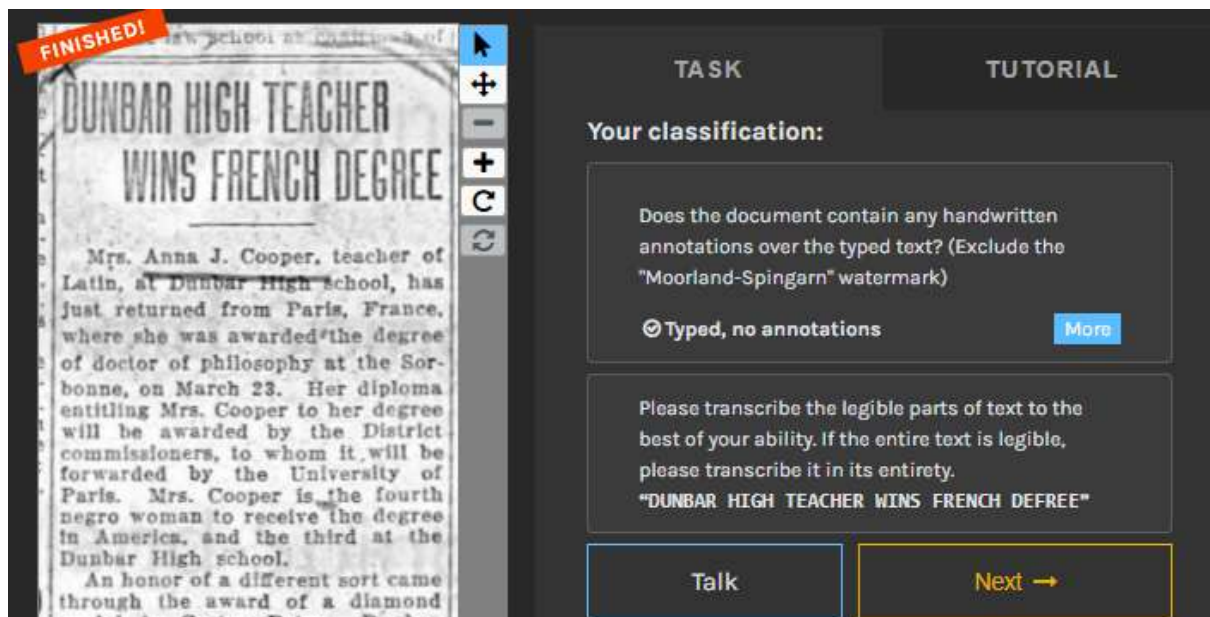 FINISHED!
law school as chairman of
DUNBAR HIGH TEACHER
WINS FRENCH DEGREE
Mrs. Anna J. Cooper, teacher of
Latin, at Dunbar High school, has
just returned from Paris, France,
where she was awarded the degree
of doctor of philosophy at the Sor-
bonne, on March 23. Her diploma
entitling Mrs. Cooper to her degree
will be awarded by the District
commissioners, to whom it will be
forwarded by the University of
Paris. Mrs. Cooper is the fourth
negro woman to receive the degree
in America, and the third at the
Dunbar High school.
An honor of a different sort came
through the award of a diamond
TASK
TUTORIAL
Your classification:
Does the document contain any handwritten
annotations over the typed text? (Exclude the
"Moorland-Spingarn" watermark)
Typed, no annotations
More
Please transcribe the legible parts of text to the
best of your ability. If the entire text is legible,
please transcribe it in its entirety.
“DUNBAR HIGH TEACHER WINS FRENCH DEFREE”
Talk
Next →